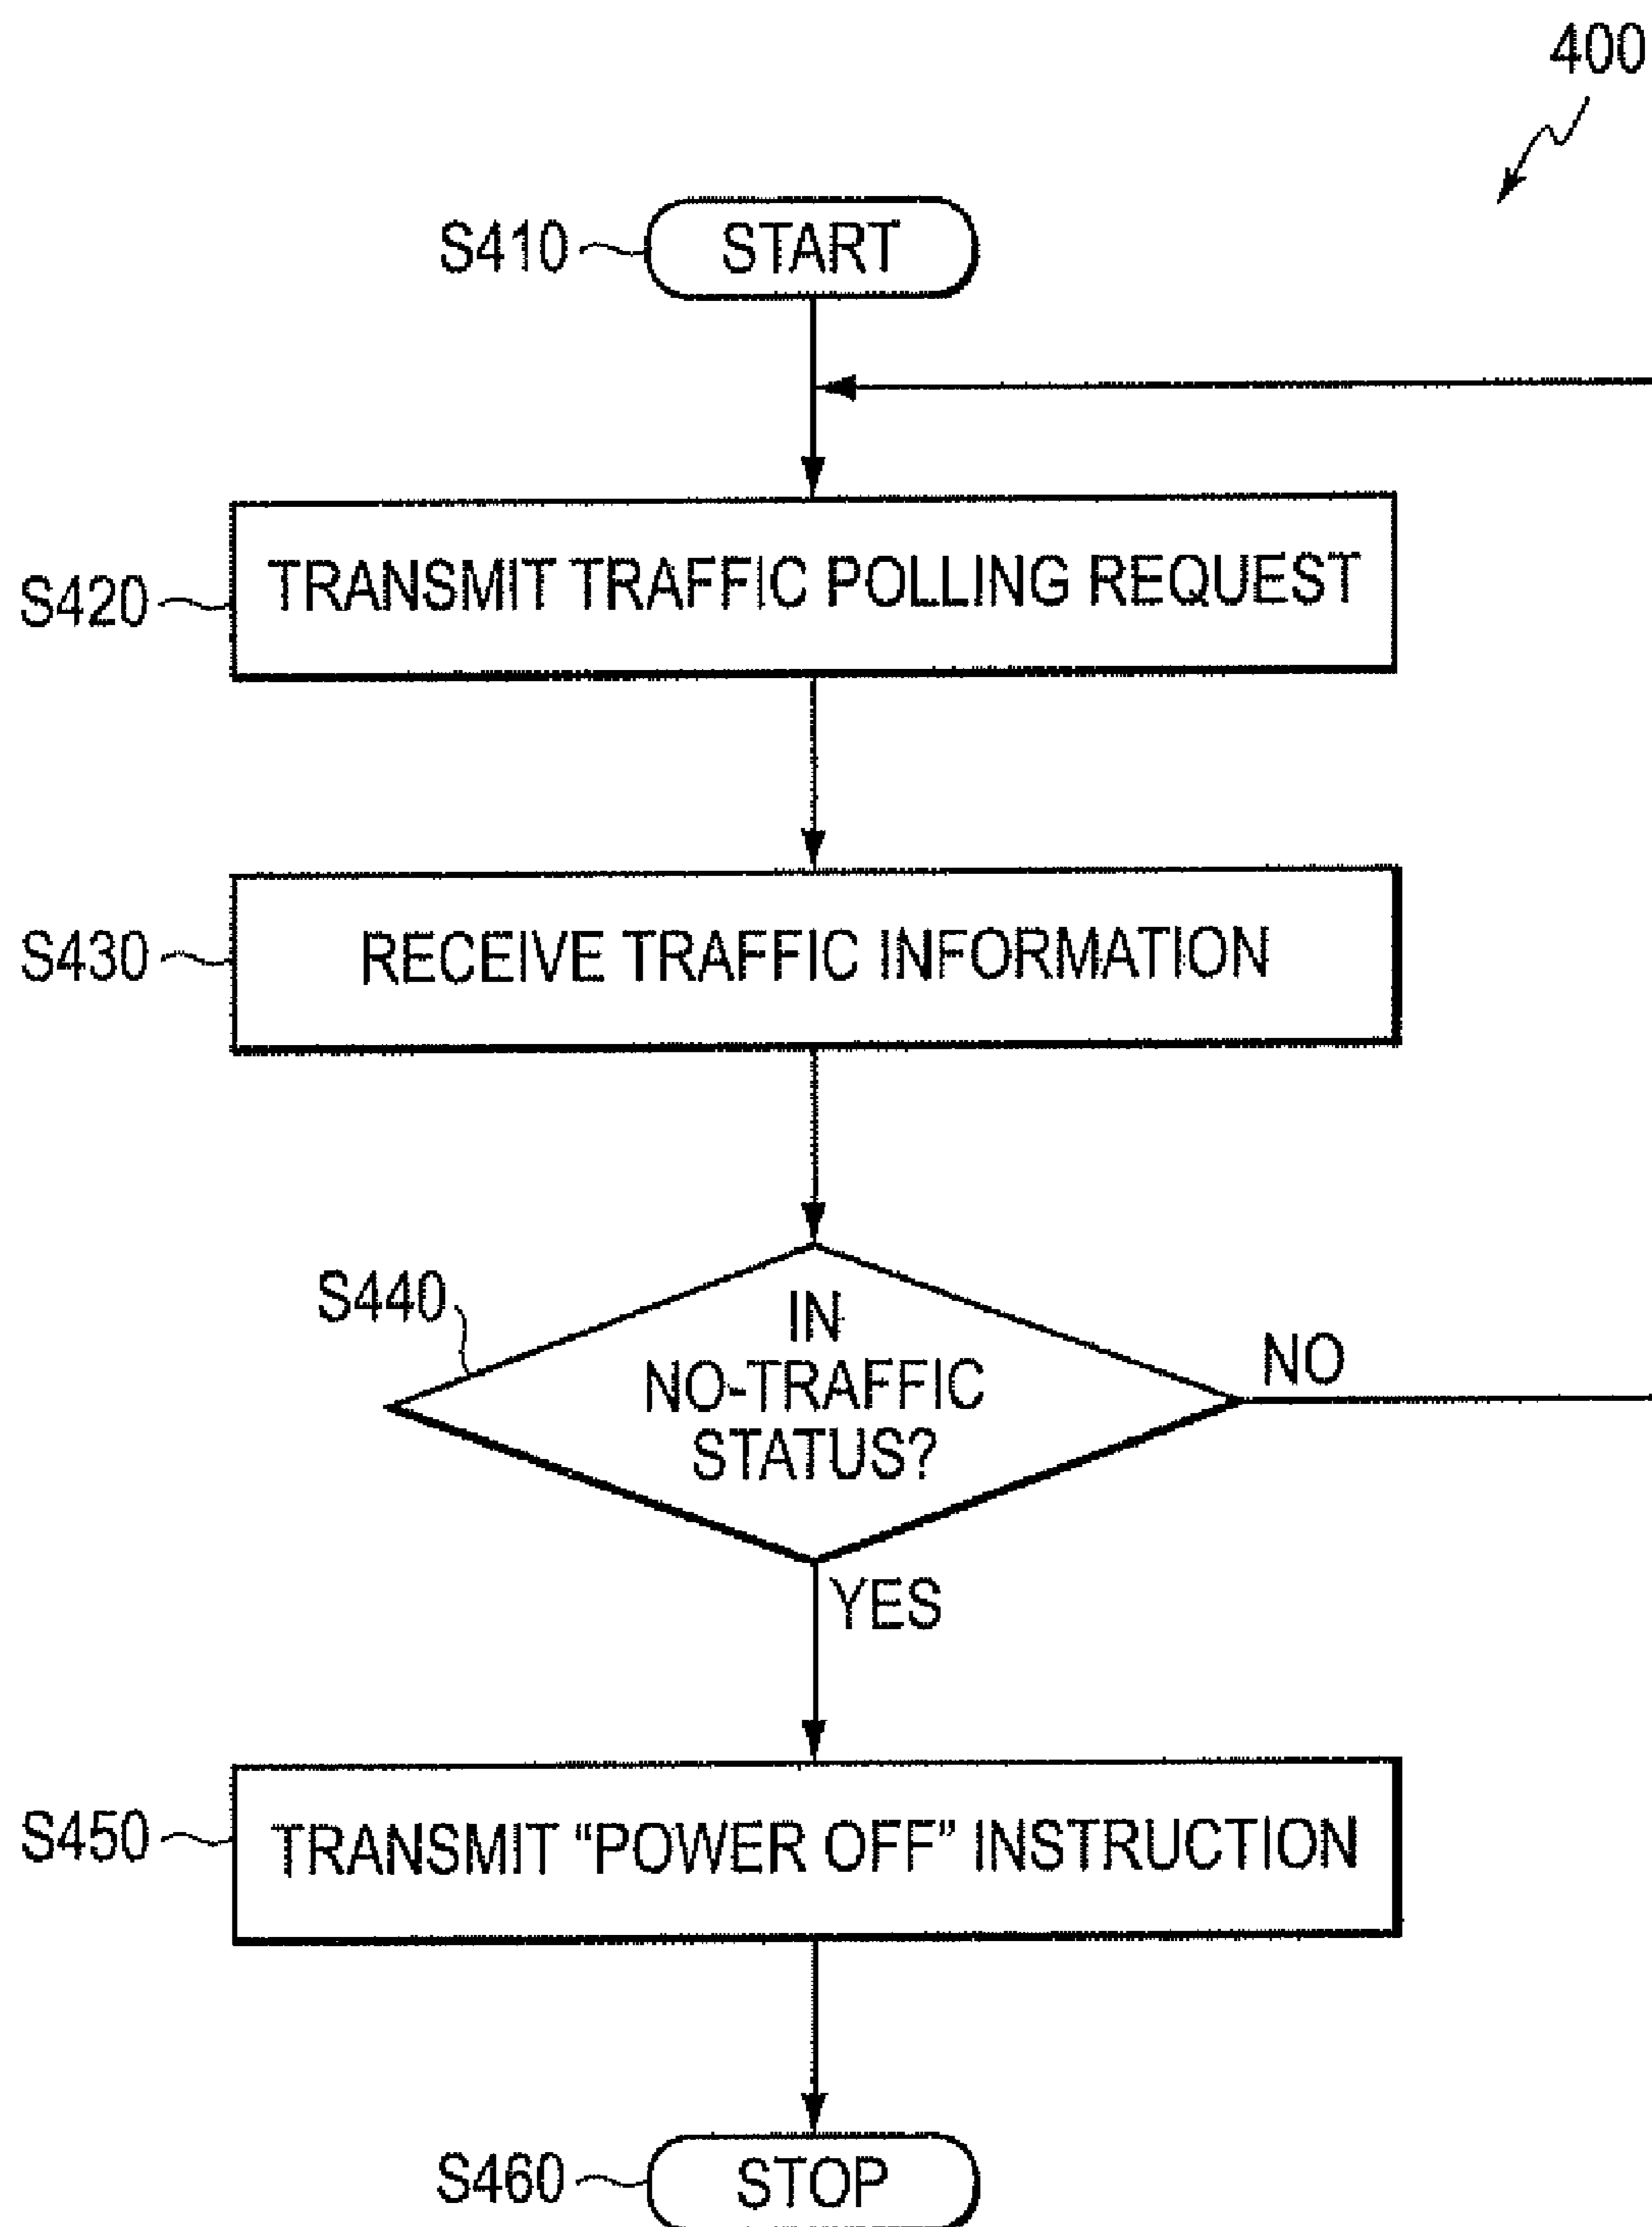 400
S410
START
S420
TRANSMIT TRAFFIC POLLING REQUEST
S430
RECEIVE TRAFFIC INFORMATION
S440
IN
NO-TRAFFIC
STATUS?
NO
YES
S450
TRANSMIT “POWER OFF” INSTRUCTION
S460
STOP